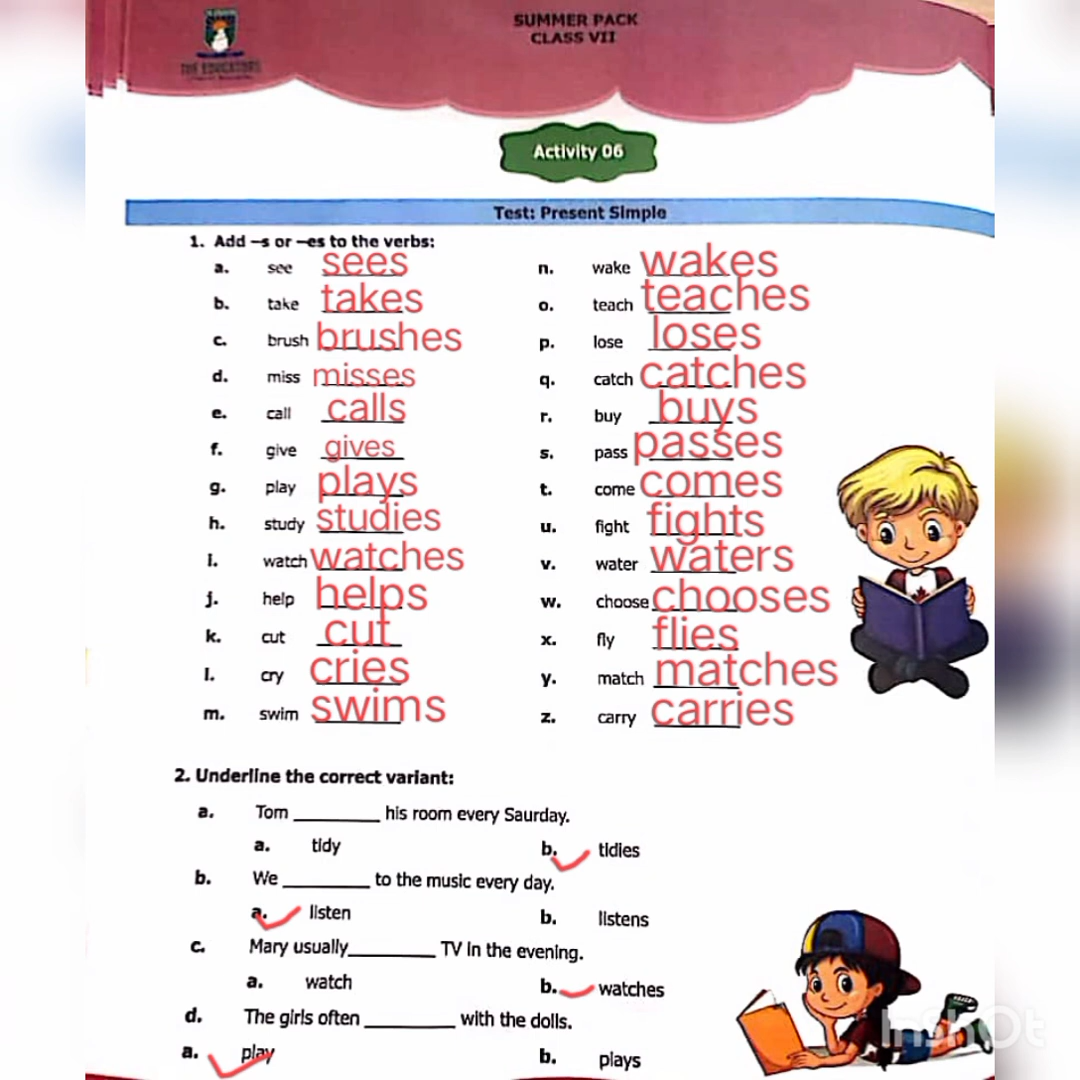 SUMMER PACK
CLASS VII
THE EDUCATORS
Activity 06
Test: Present Simple
1. Add –s or –es to the verbs:
a. see sees
b. take takes
c. brush brushes
d. miss misses
e. call calls
f. give gives
g. play plays
h. study studies
i. watch watches
j. help helps
k. cut cut
l. cry cries
m. swim swims
n. wake wakes
o. teach teaches
p. lose loses
q. catch catches
r. buy buys
s. pass passes
t. come comes
u. fight fights
v. water waters
w. choose chooses
x. fly flies
y. match matches
z. carry carries
2. Underline the correct variant:
a. Tom ________ his room every Saurday.
a. tidy b. tidies
b. We ________ to the music every day.
a. listen b. listens
c. Mary usually ________ TV in the evening.
a. watch b. watches
d. The girls often ________ with the dolls.
a. play b. plays
InShOt